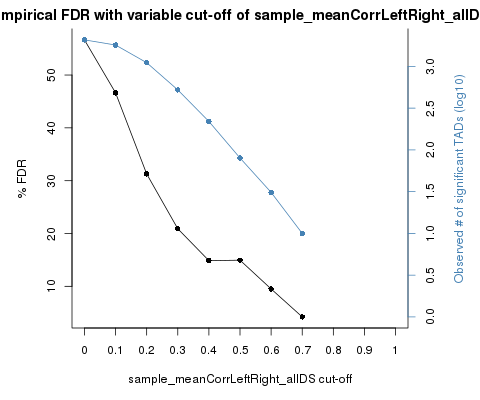 mpirical FDR with variable cut-off of sample_meanCorrLeftRight_allD
% FDR
50
40
30
20
10
3.0
2.5
2.0
1.5
1.0
0.5
0.0
Observed # of significant TADs (log10)
0 0.1 0.2 0.3 0.4 0.5 0.6 0.7 0.8 0.9 1
sample_meanCorrLeftRight_allDS cut-off